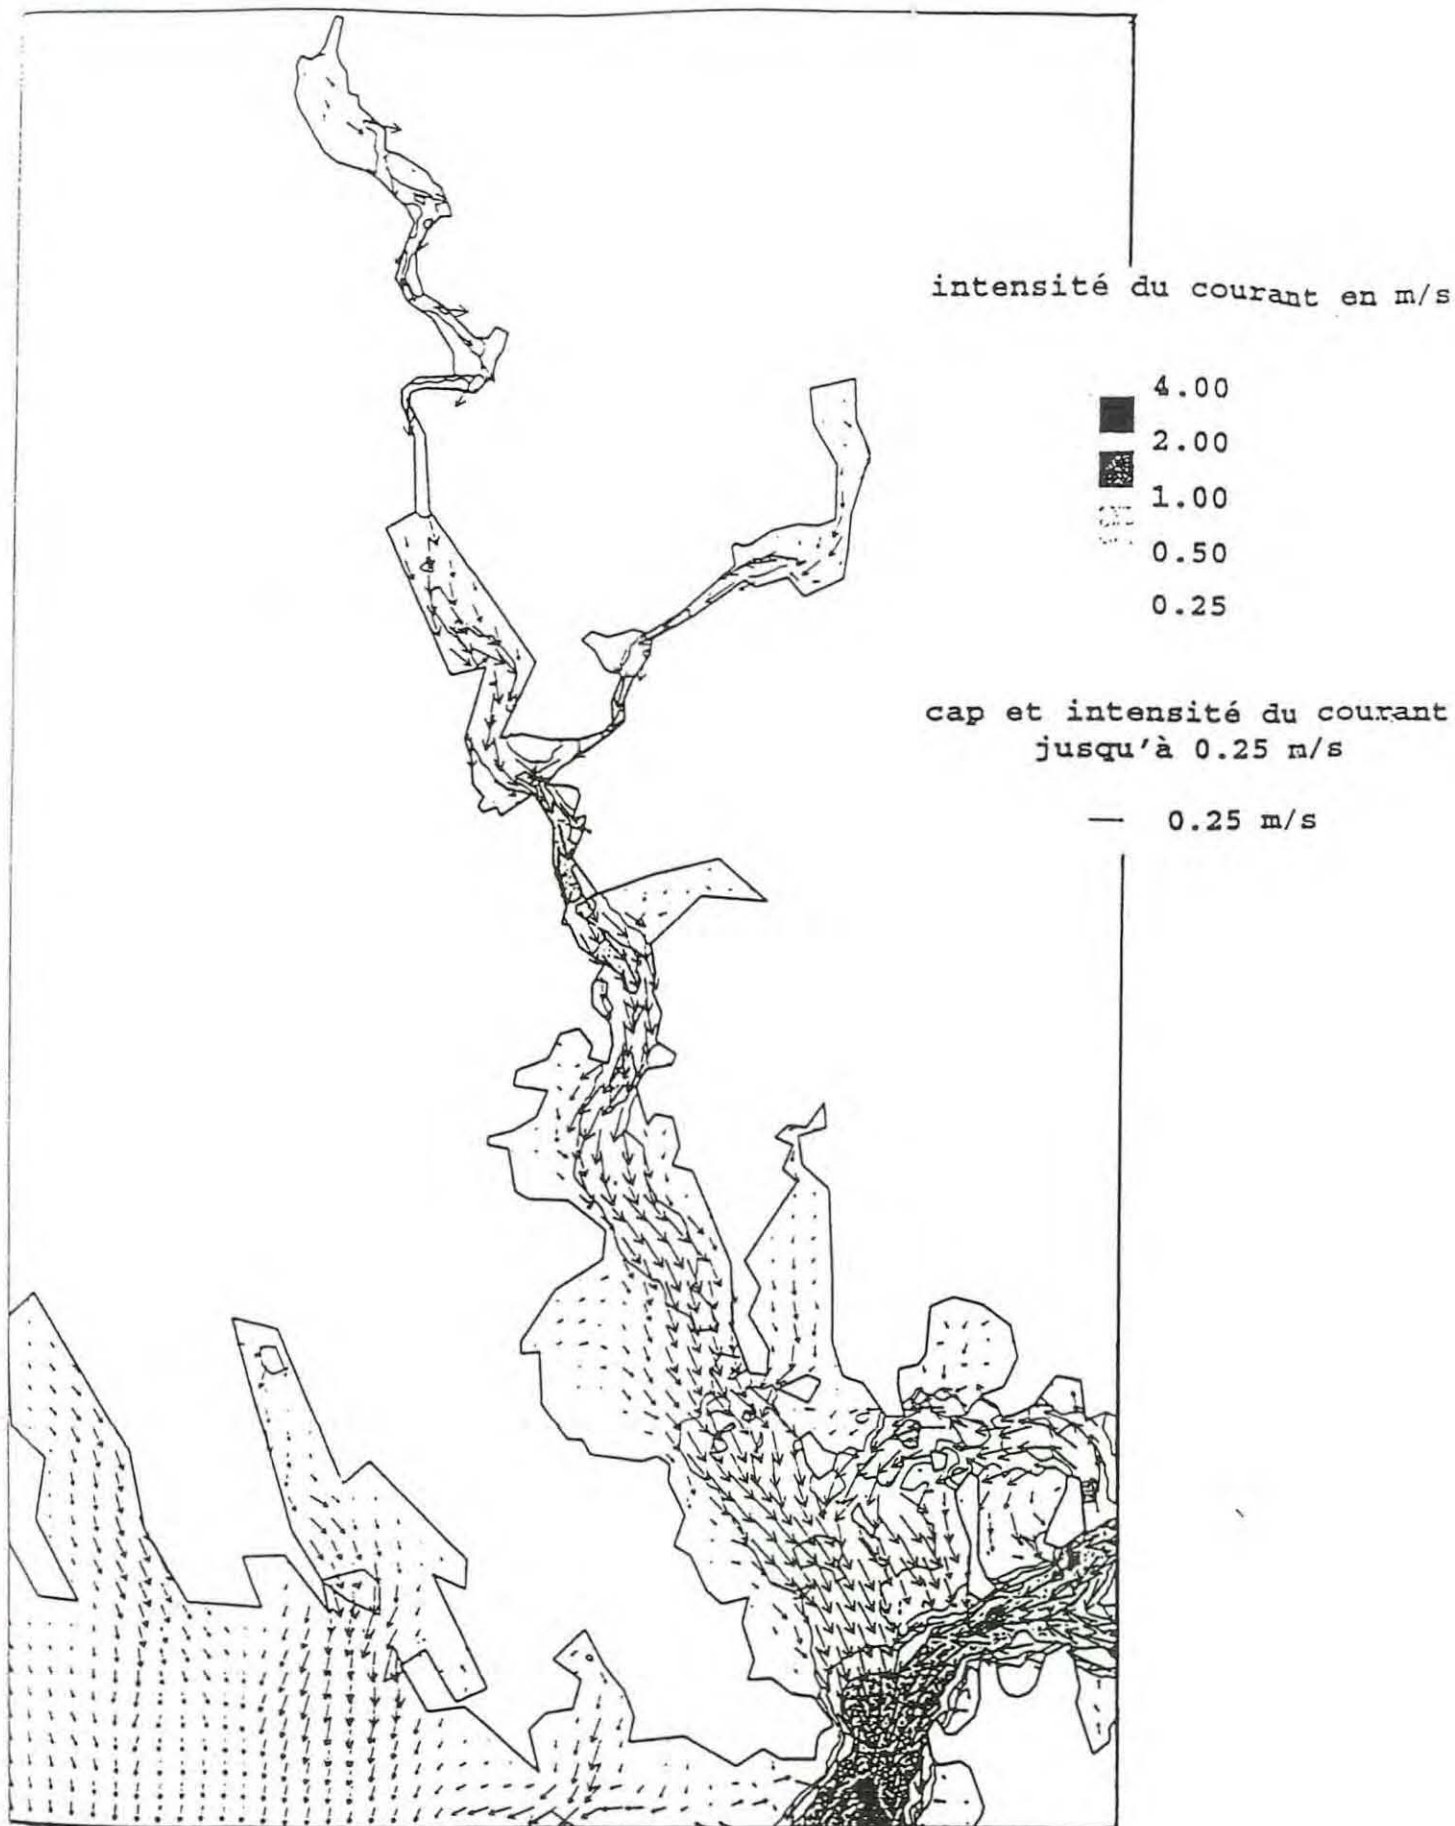 intensité du courant en m/s
4.00
2.00
1.00
0.50
0.25
cap et intensité du courant
jusqu'à 0.25 m/s
— 0.25 m/s